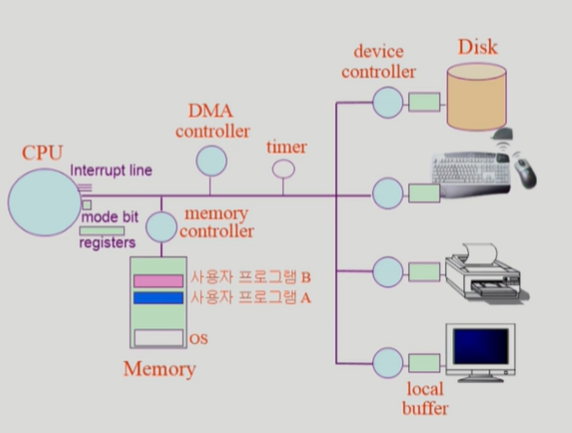 device
controller
Disk
DMA
controller
timer
CPU
Interrupt line
mode bit
registers
memory
controller
사용자 프로그램 B
사용자 프로그램 A
OS
Memory
local
buffer